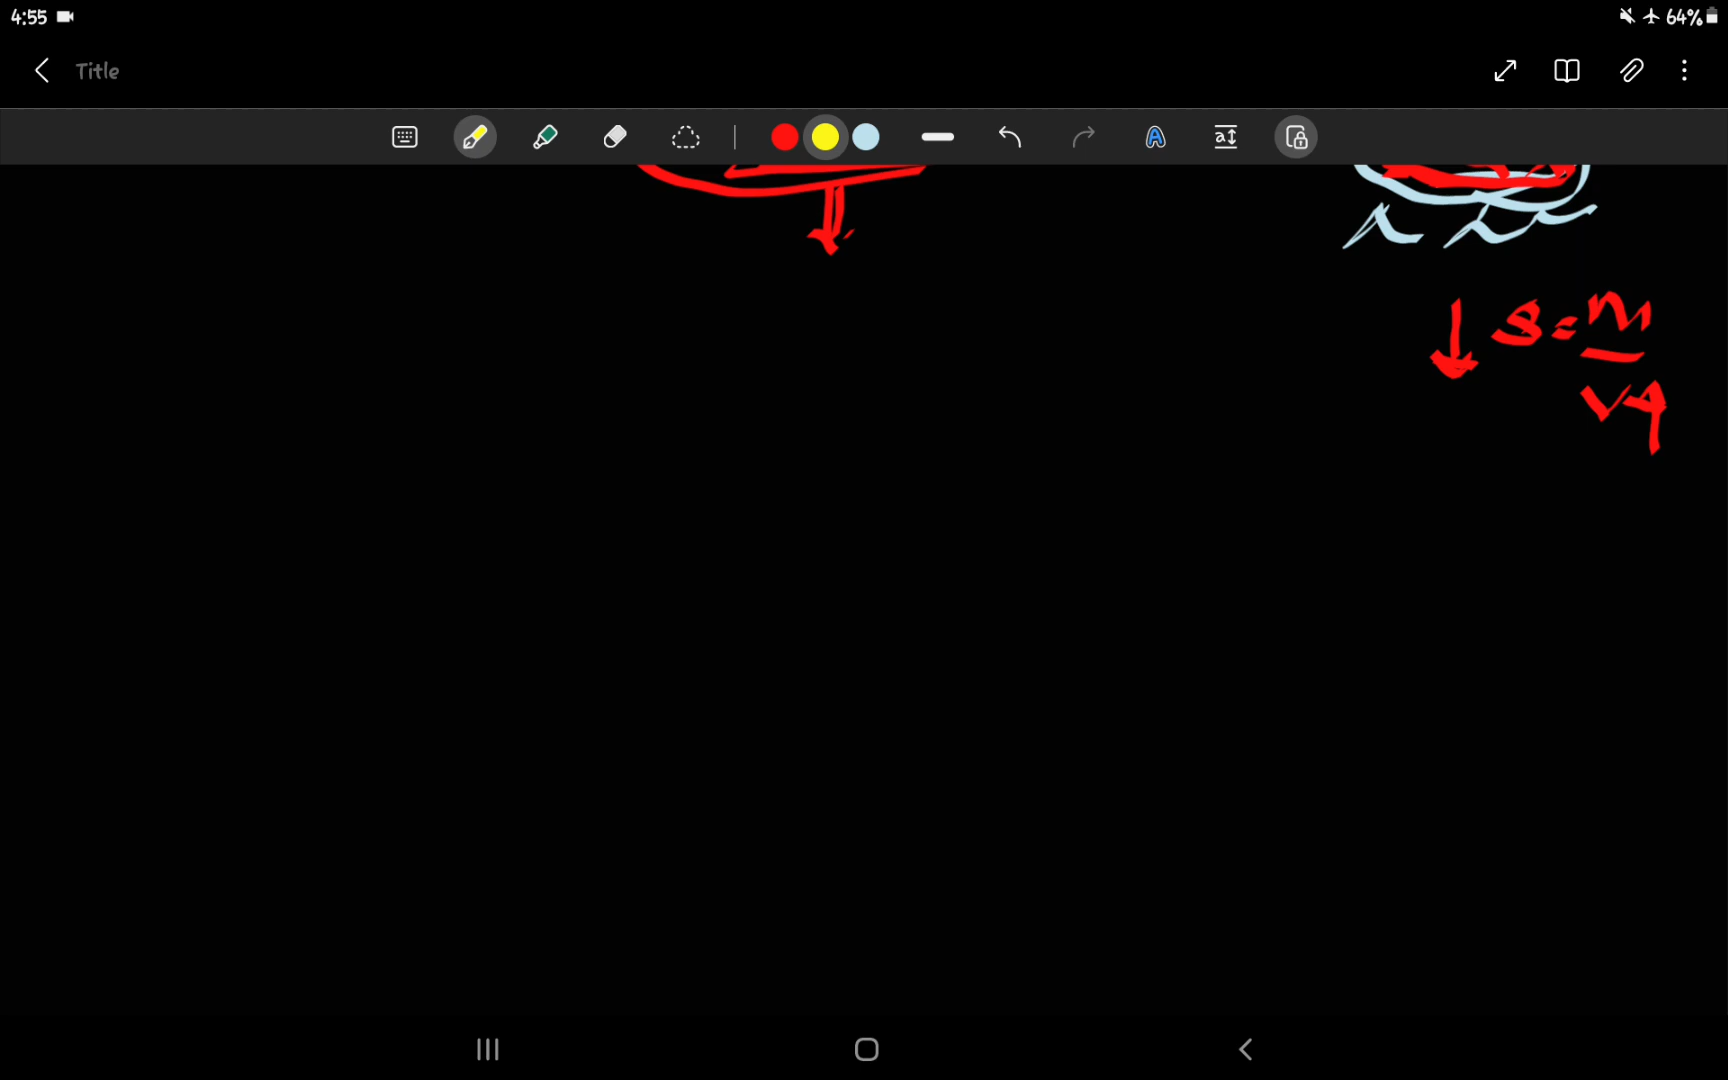 4:55
64%
Title
A
a
↓ S = m
v↑